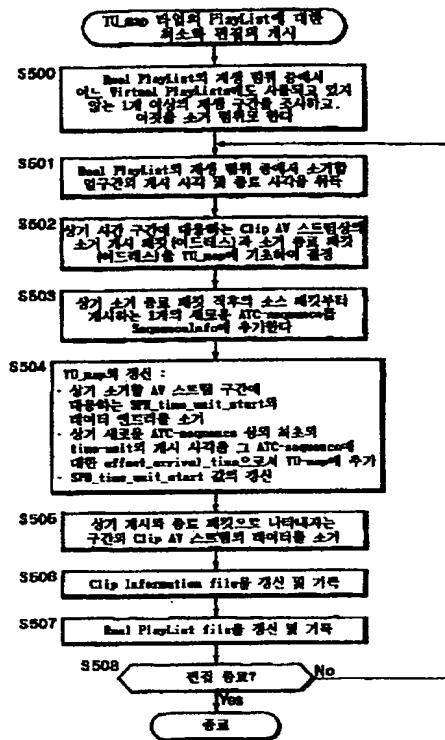 TU_map 타입의 PlayList에 대한
최소화 편집의 개시
S500
Real PlayList의 재생 범위 중에서
어느 Virtual PlayLists에도 사용되고 있지
않는 1개 이상의 재생 구간을 조사하고,
이것을 소거 범위로 한다
S501
Real PlayList의 재생 범위 중에서 소거할
일구간의 개시 시각 및 종료 시각을 취득
S502
상기 시간 구간에 대응하는 Clip AV 스트림상의
소거 개시 패킷(어드레스)과 소거 종료 패킷
(어드레스)을 TU_map에 기초하여 결정
S503
상기 소거 종료 패킷 직후의 소스 패킷부터
개시하는 1개의 새로운 ATC-sequence를
SequenceInfo에 추가한다
S504
TU_map의 갱신 :
- 상기 소거할 AV 스트림 구간에
대응하는 SPN_time_unit_start의
데이터 엔트리를 소거
- 상기 새로운 ATC-sequence 상의 최초의
time-unit의 개시 시각을 그 ATC-sequence에
대한 offset_arrival_time으로서 TU-map에 추가
- SPN_time_unit_start 값의 갱신
S505
상기 개시와 종료 패킷으로 나타내지는
구간의 Clip AV 스트림의 데이터를 소거
S506
Clip Information file을 갱신 및 기록
S507
Real PlayList file을 갱신 및 기록
S508
편집 종료?
No
Yes
종료